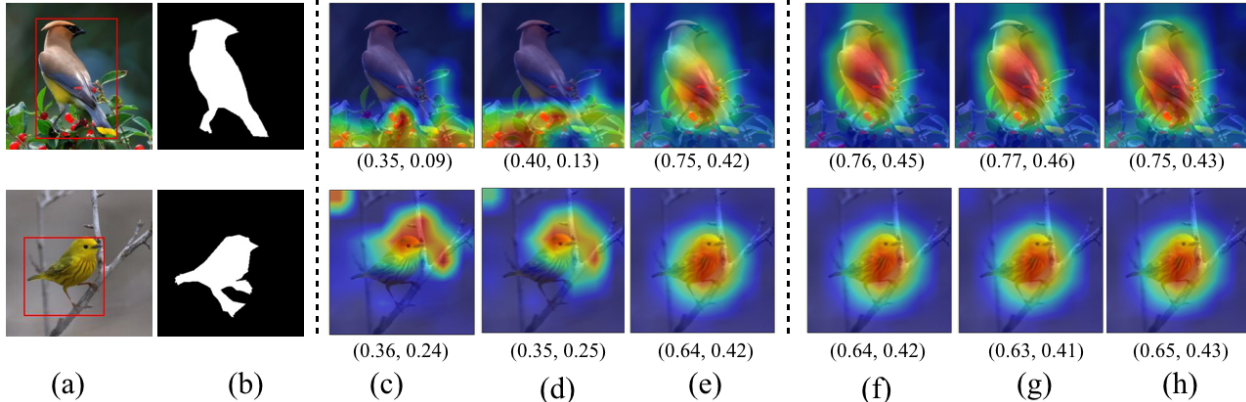 (0.35, 0.09) (0.40, 0.13) (0.75, 0.42) (0.76, 0.45) (0.77, 0.46) (0.75, 0.43)
(0.36, 0.24) (0.35, 0.25) (0.64, 0.42) (0.64, 0.42) (0.63, 0.41) (0.65, 0.43)
(a) (b) (c) (d) (e) (f) (g) (h)